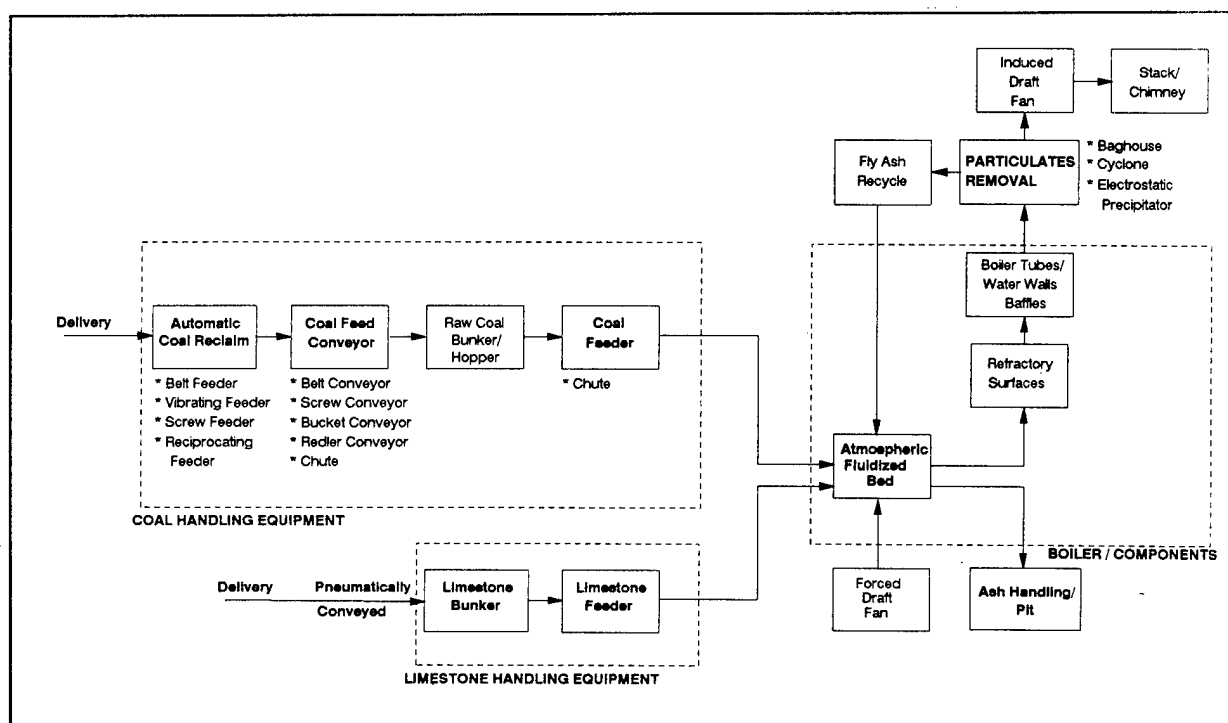 Induced
Draft
Fan
Stack/
Chimney
Fly Ash
Recycle
PARTICULATES
REMOVAL
* Baghouse
* Cyclone
* Electrostatic
Precipitator
Boiler Tubes/
Water Walls
Baffles
Refractory
Surfaces
Delivery
Automatic
Coal Reclaim
* Belt Feeder
* Vibrating Feeder
* Screw Feeder
* Reciprocating
Feeder
Coal Feed
Conveyor
* Belt Conveyor
* Screw Conveyor
* Bucket Conveyor
* Redler Conveyor
* Chute
Raw Coal
Bunker/
Hopper
Coal
Feeder
* Chute
Atmospheric
Fluidized
Bed
COAL HANDLING EQUIPMENT
BOILER / COMPONENTS
Delivery Pneumatically
Conveyed
Limestone
Bunker
Limestone
Feeder
Forced
Draft
Fan
Ash Handling/
Pit
LIMESTONE HANDLING EQUIPMENT